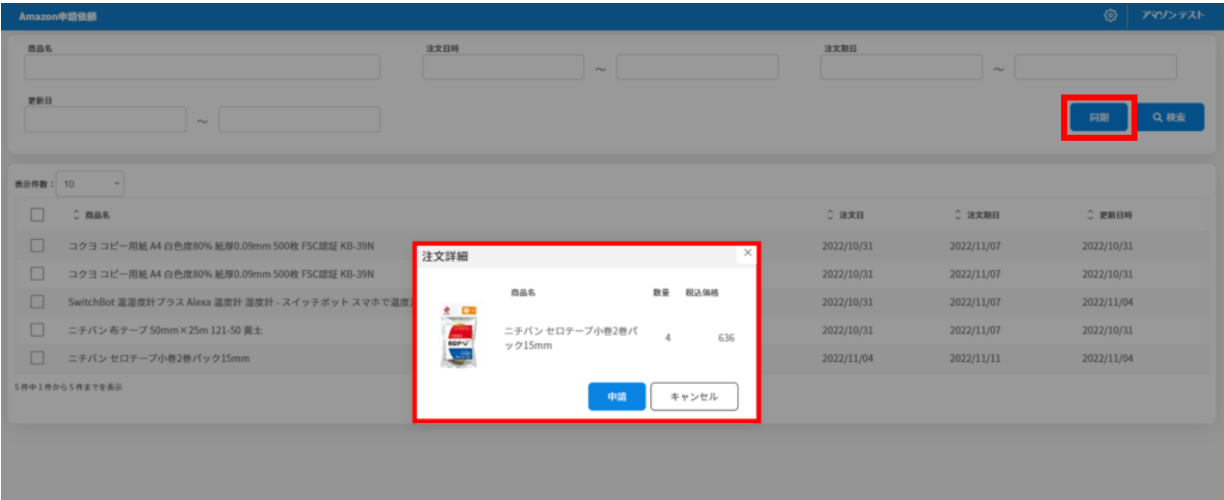 Amazon申請依頼
アマゾン テスト
商品名
注文日時
注文期日
～
～
更新日
～
同期
検索
表示件数： 10
商品名
注文日
注文期日
更新日時
コクヨ コピー用紙 A4 白色度80% 紙厚0.09mm 500枚 FSC認証 KB-39N
2022/10/31
2022/11/07
2022/10/31
コクヨ コピー用紙 A4 白色度80% 紙厚0.09mm 500枚 FSC認証 KB-39N
2022/10/31
2022/11/07
2022/10/31
SwitchBot 温湿度計プラス Alexa 温度計 湿度計 - スイッチボット スマホで温度
2022/10/31
2022/11/07
2022/11/04
ニチバン 布テープ 50mm×25m 121-50 黄土
2022/10/31
2022/11/07
2022/10/31
ニチバン セロテープ小巻2巻パック15mm
2022/11/04
2022/11/11
2022/11/04
5 件中 1 件から 5 件までを表示
注文詳細
×
商品名
数量
税込価格
ニチバン セロテープ小巻2巻パ
ック15mm
4
636
申請
キャンセル